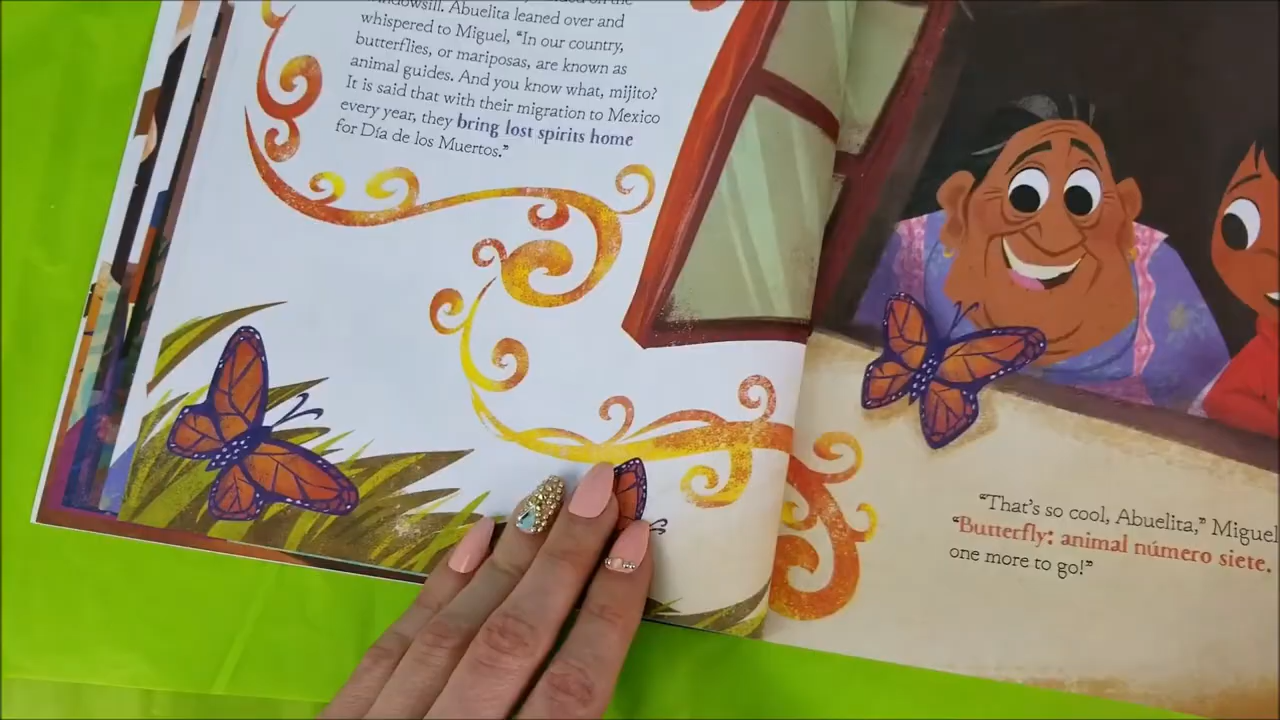 windowsill. Abuelita leaned over and
whispered to Miguel, “In our country,
butterflies, or mariposas, are known as
animal guides. And you know what, mijito?
It is said that with their migration to Mexico
every year, they bring lost spirits home
for Día de los Muertos.”
“That’s so cool, Abuelita,” Miguel
“Butterfly: animal número siete.
one more to go!”